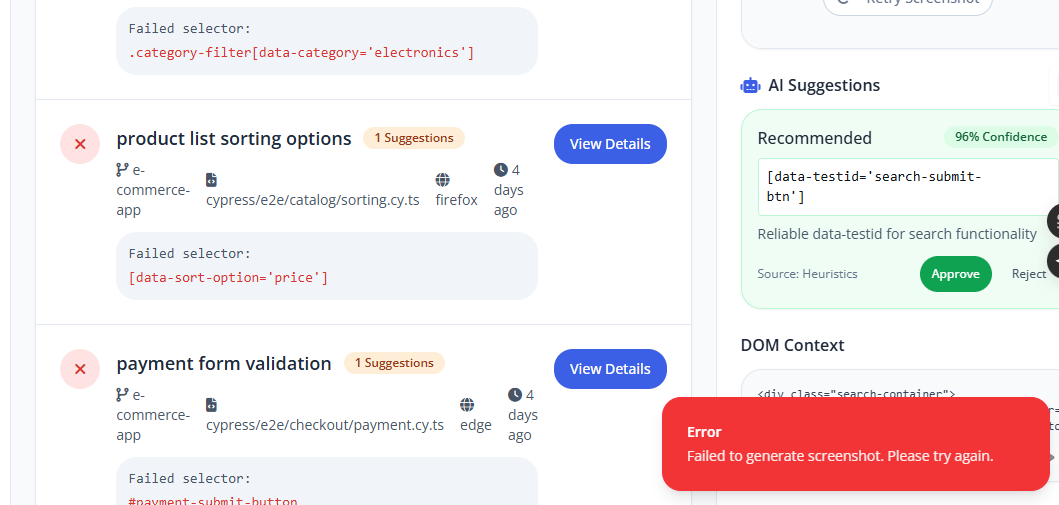 Failed selector:
.category-filter[data-category='electronics']
product list sorting options
1 Suggestions
View Details
e-
commerce-
app
cypress/e2e/catalog/sorting.cy.ts
firefox
4
days
ago
Failed selector:
[data-sort-option='price']
payment form validation
1 Suggestions
View Details
e-
commerce-
app
cypress/e2e/checkout/payment.cy.ts
edge
4
days
ago
Failed selector:
#payment-submit-button
Retry Screenshot
AI Suggestions
Recommended
96% Confidence
[data-testid='search-submit-
btn']
Reliable data-testid for search functionality
Source: Heuristics
Approve
Reject
DOM Context
<div class="search-container">
Error
Failed to generate screenshot. Please try again.